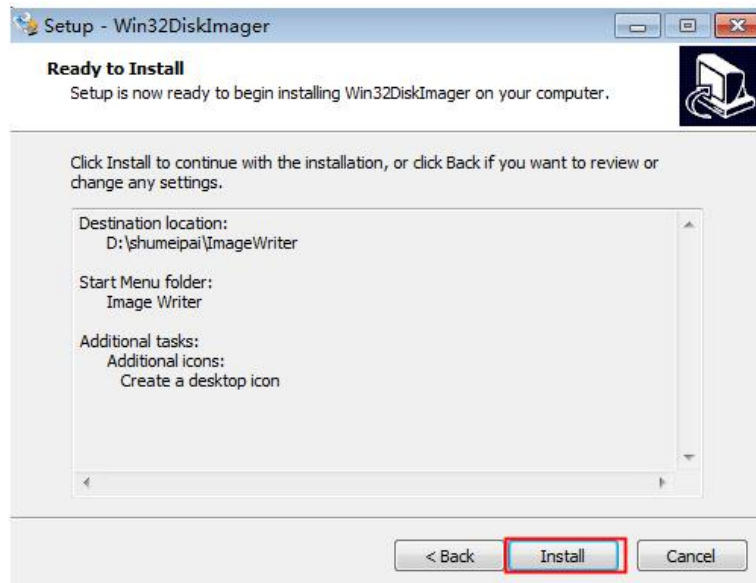 Setup - Win32DiskImager
Ready to Install
Setup is now ready to begin installing Win32DiskImager on your computer.
Click Install to continue with the installation, or click Back if you want to review or
change any settings.
Destination location:
D:\shumeipai\ImageWriter
Start Menu folder:
Image Writer
Additional tasks:
Additional icons:
Create a desktop icon
< Back
Install
Cancel